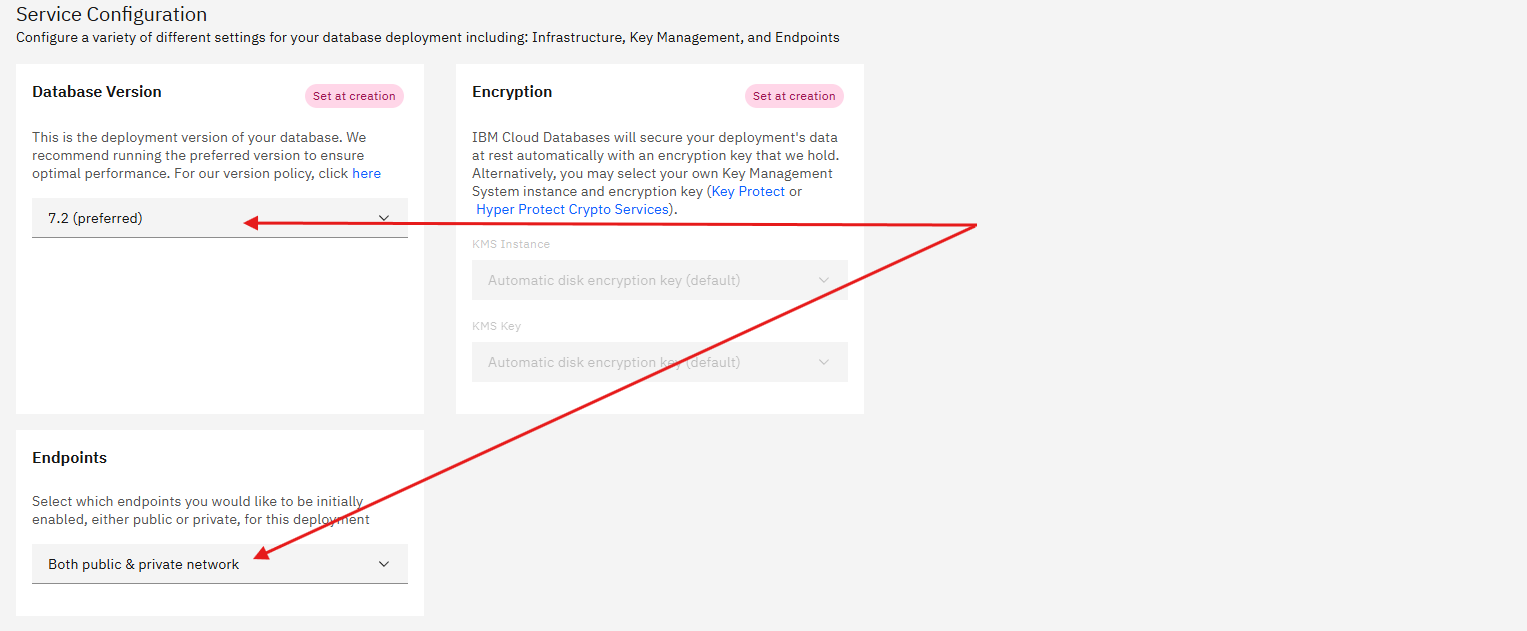 Service Configuration
Configure a variety of different settings for your database deployment including: Infrastructure, Key Management, and Endpoints
Database Version
Set at creation
This is the deployment version of your database. We
recommend running the preferred version to ensure
optimal performance. For our version policy, click here
7.2 (preferred)
Encryption
Set at creation
IBM Cloud Databases will secure your deployment's data
at rest automatically with an encryption key that we hold.
Alternatively, you may select your own Key Management
System instance and encryption key (Key Protect or
Hyper Protect Crypto Services).
KMS Instance
Automatic disk encryption key (default)
KMS Key
Automatic disk encryption key (default)
Endpoints
Select which endpoints you would like to be initially
enabled, either public or private, for this deployment
Both public & private network